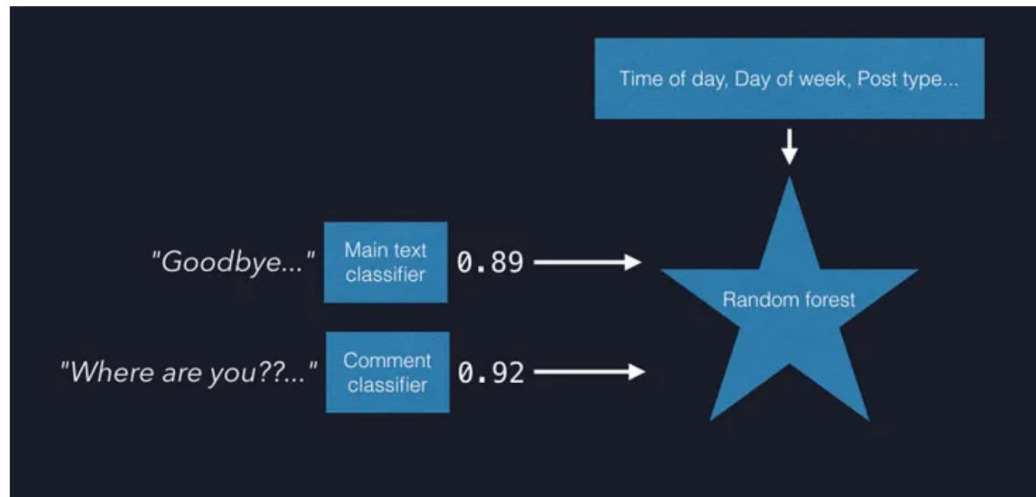 Time of day, Day of week, Post type...
"Goodbye..."
Main text
classifier
0.89
Random forest
"Where are you??..."
Comment
classifier
0.92